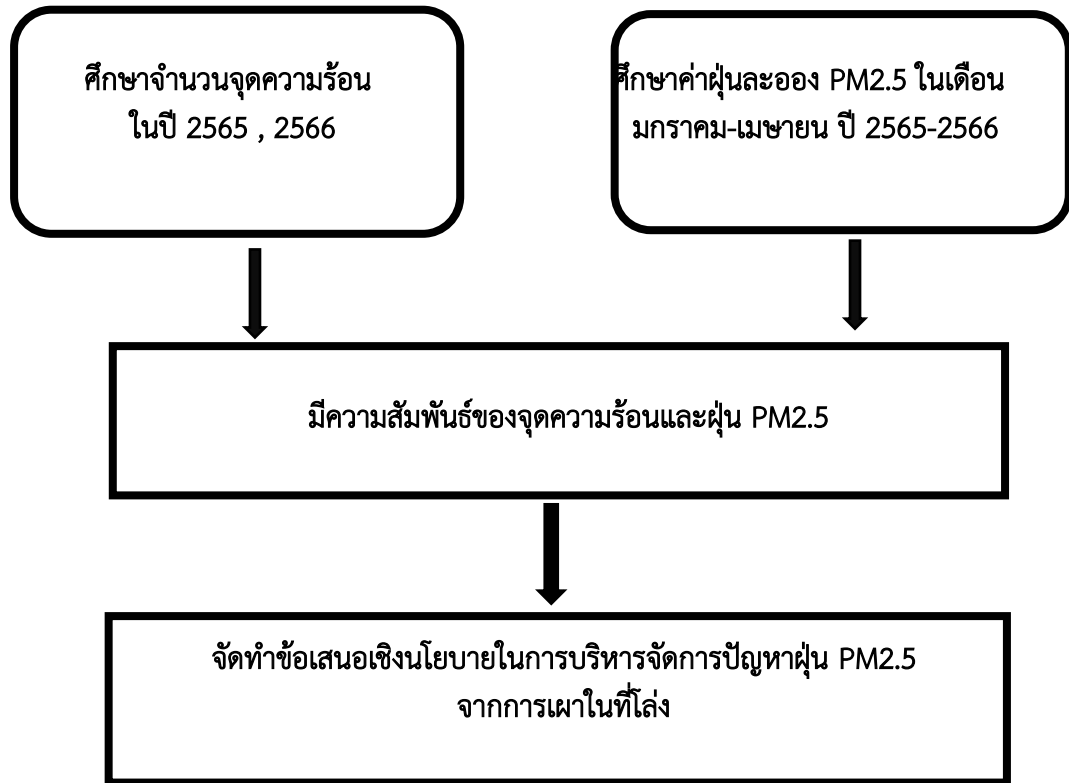 ศึกษาจำนวนจุดความร้อน
ในปี 2565 , 2566
ศึกษาค่าฝุ่นละออง PM2.5 ในเดือน
มกราคม-เมษายน ปี 2565-2566
มีความสัมพันธ์ของจุดความร้อนและฝุ่น PM2.5
จัดทำข้อเสนอเชิงนโยบายในการบริหารจัดการปัญหาฝุ่น PM2.5
จากการเผาในที่โล่ง